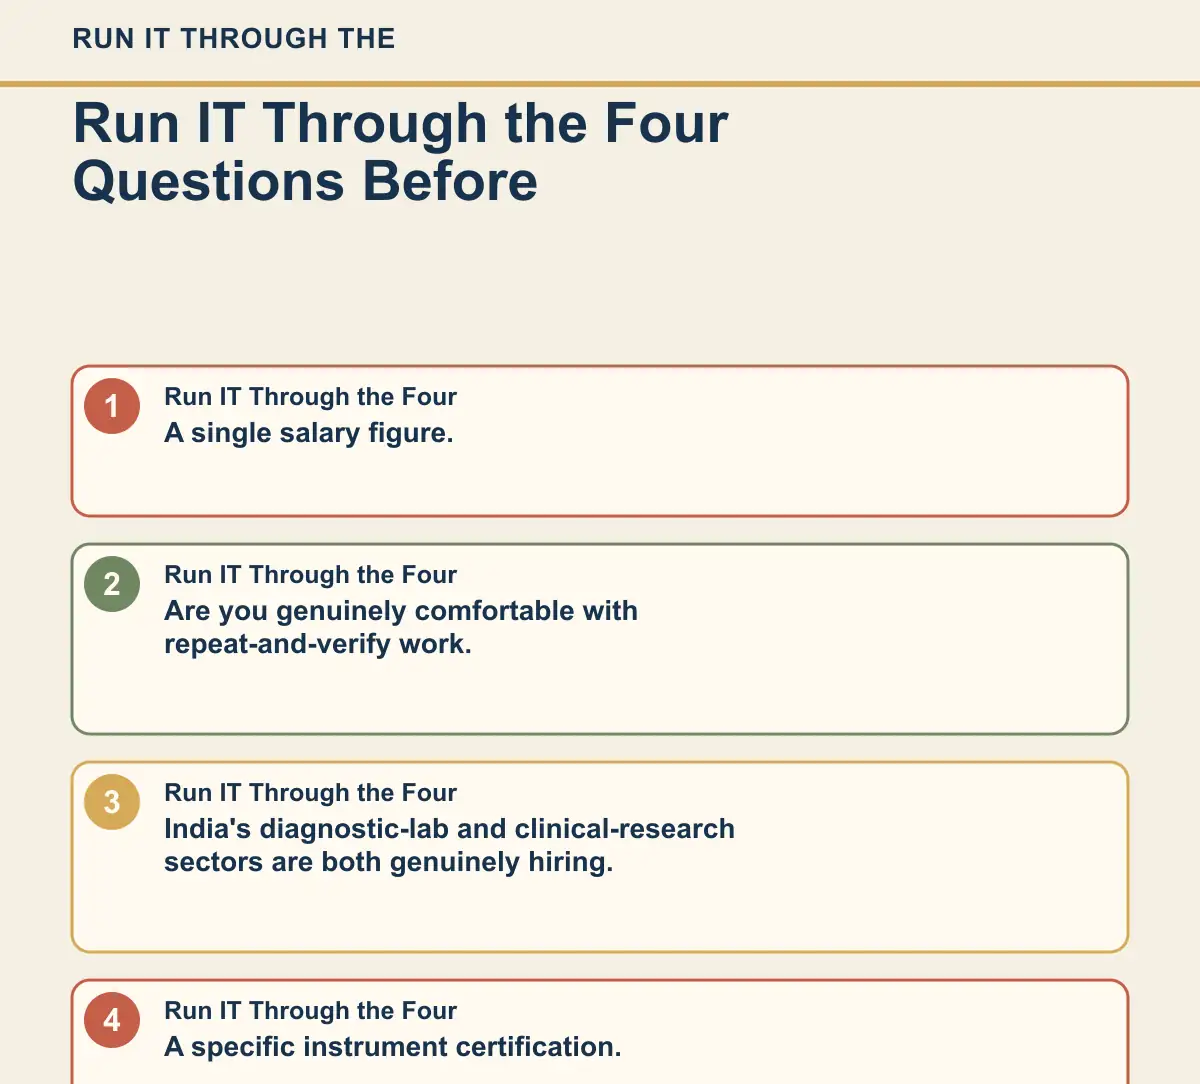 RUN IT THROUGH THE
Run IT Through the Four
Questions Before
1
Run IT Through the Four
A single salary figure.
2
Run IT Through the Four
Are you genuinely comfortable with
repeat-and-verify work.
3
Run IT Through the Four
India's diagnostic-lab and clinical-research
sectors are both genuinely hiring.
4
Run IT Through the Four
A specific instrument certification.